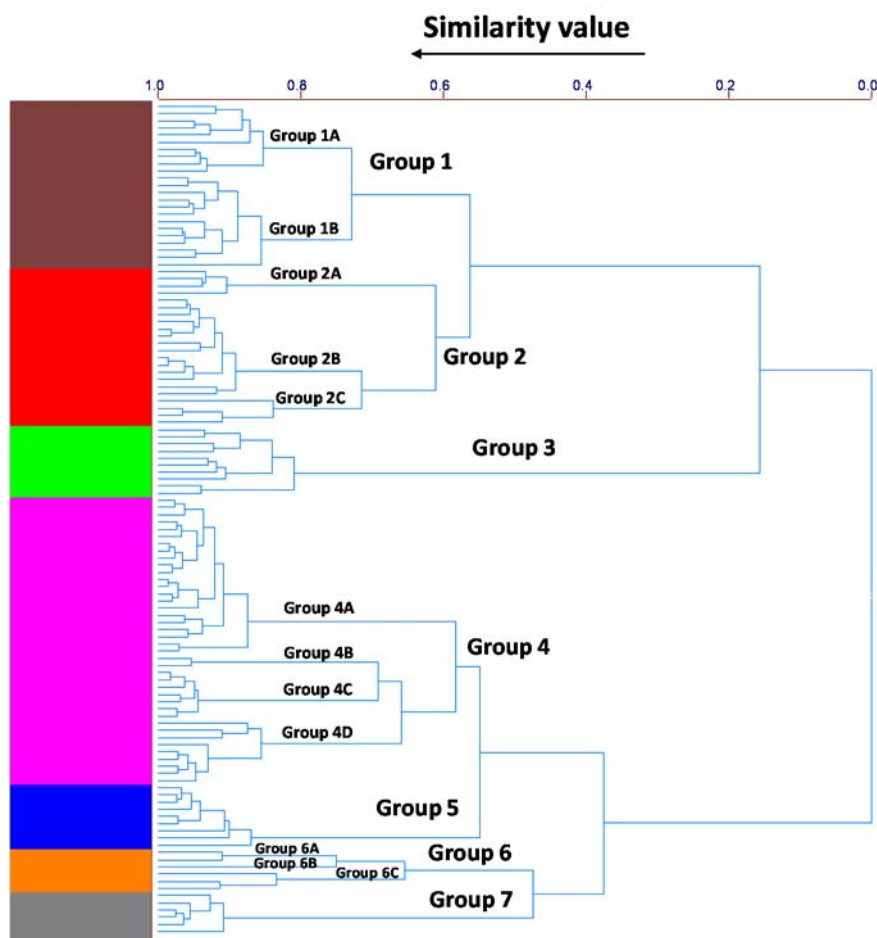 Similarity value
1.0 0.8 0.6 0.4 0.2 0.0
Group 1A
Group 1
Group 1B
Group 2A
Group 2B
Group 2
Group 2C
Group 3
Group 4A
Group 4
Group 4B
Group 4C
Group 4D
Group 5
Group 6A
Group 6
Group 6B
Group 6C
Group 7